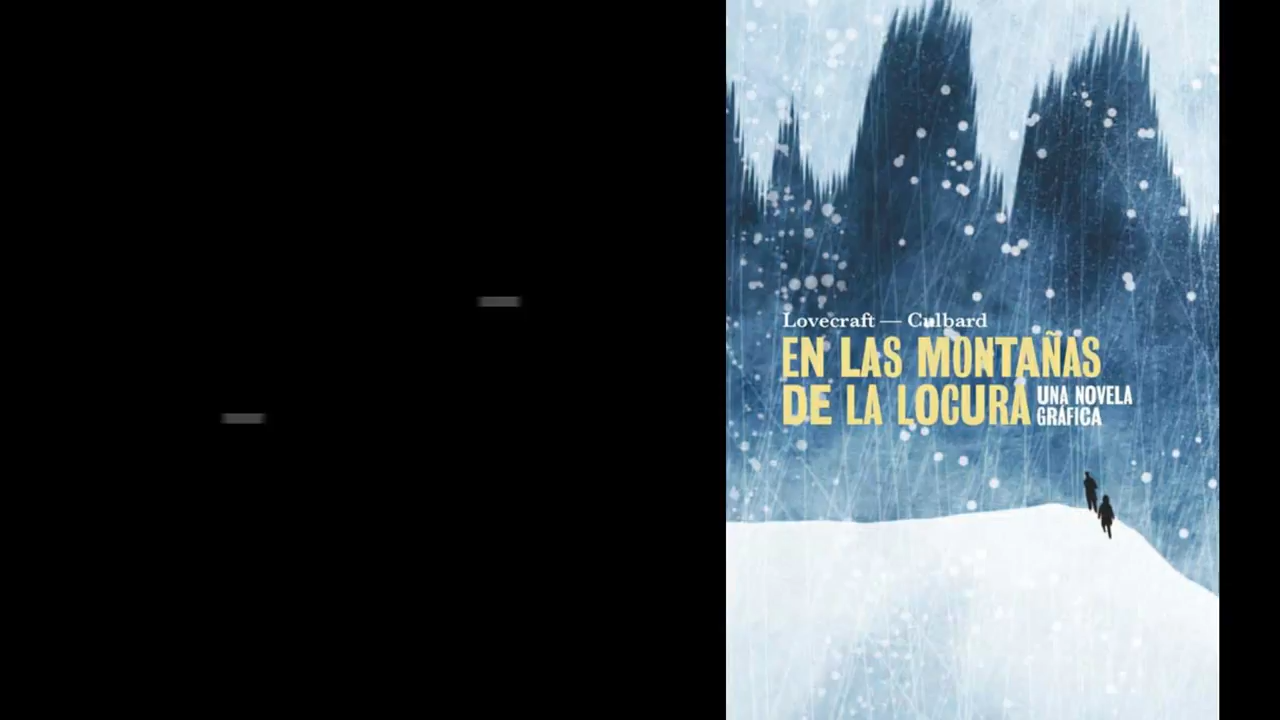 Lovecraft — Culbard
EN LAS MONTAÑAS
DE LA LOCURA
UNA NOVELA
GRÁFICA